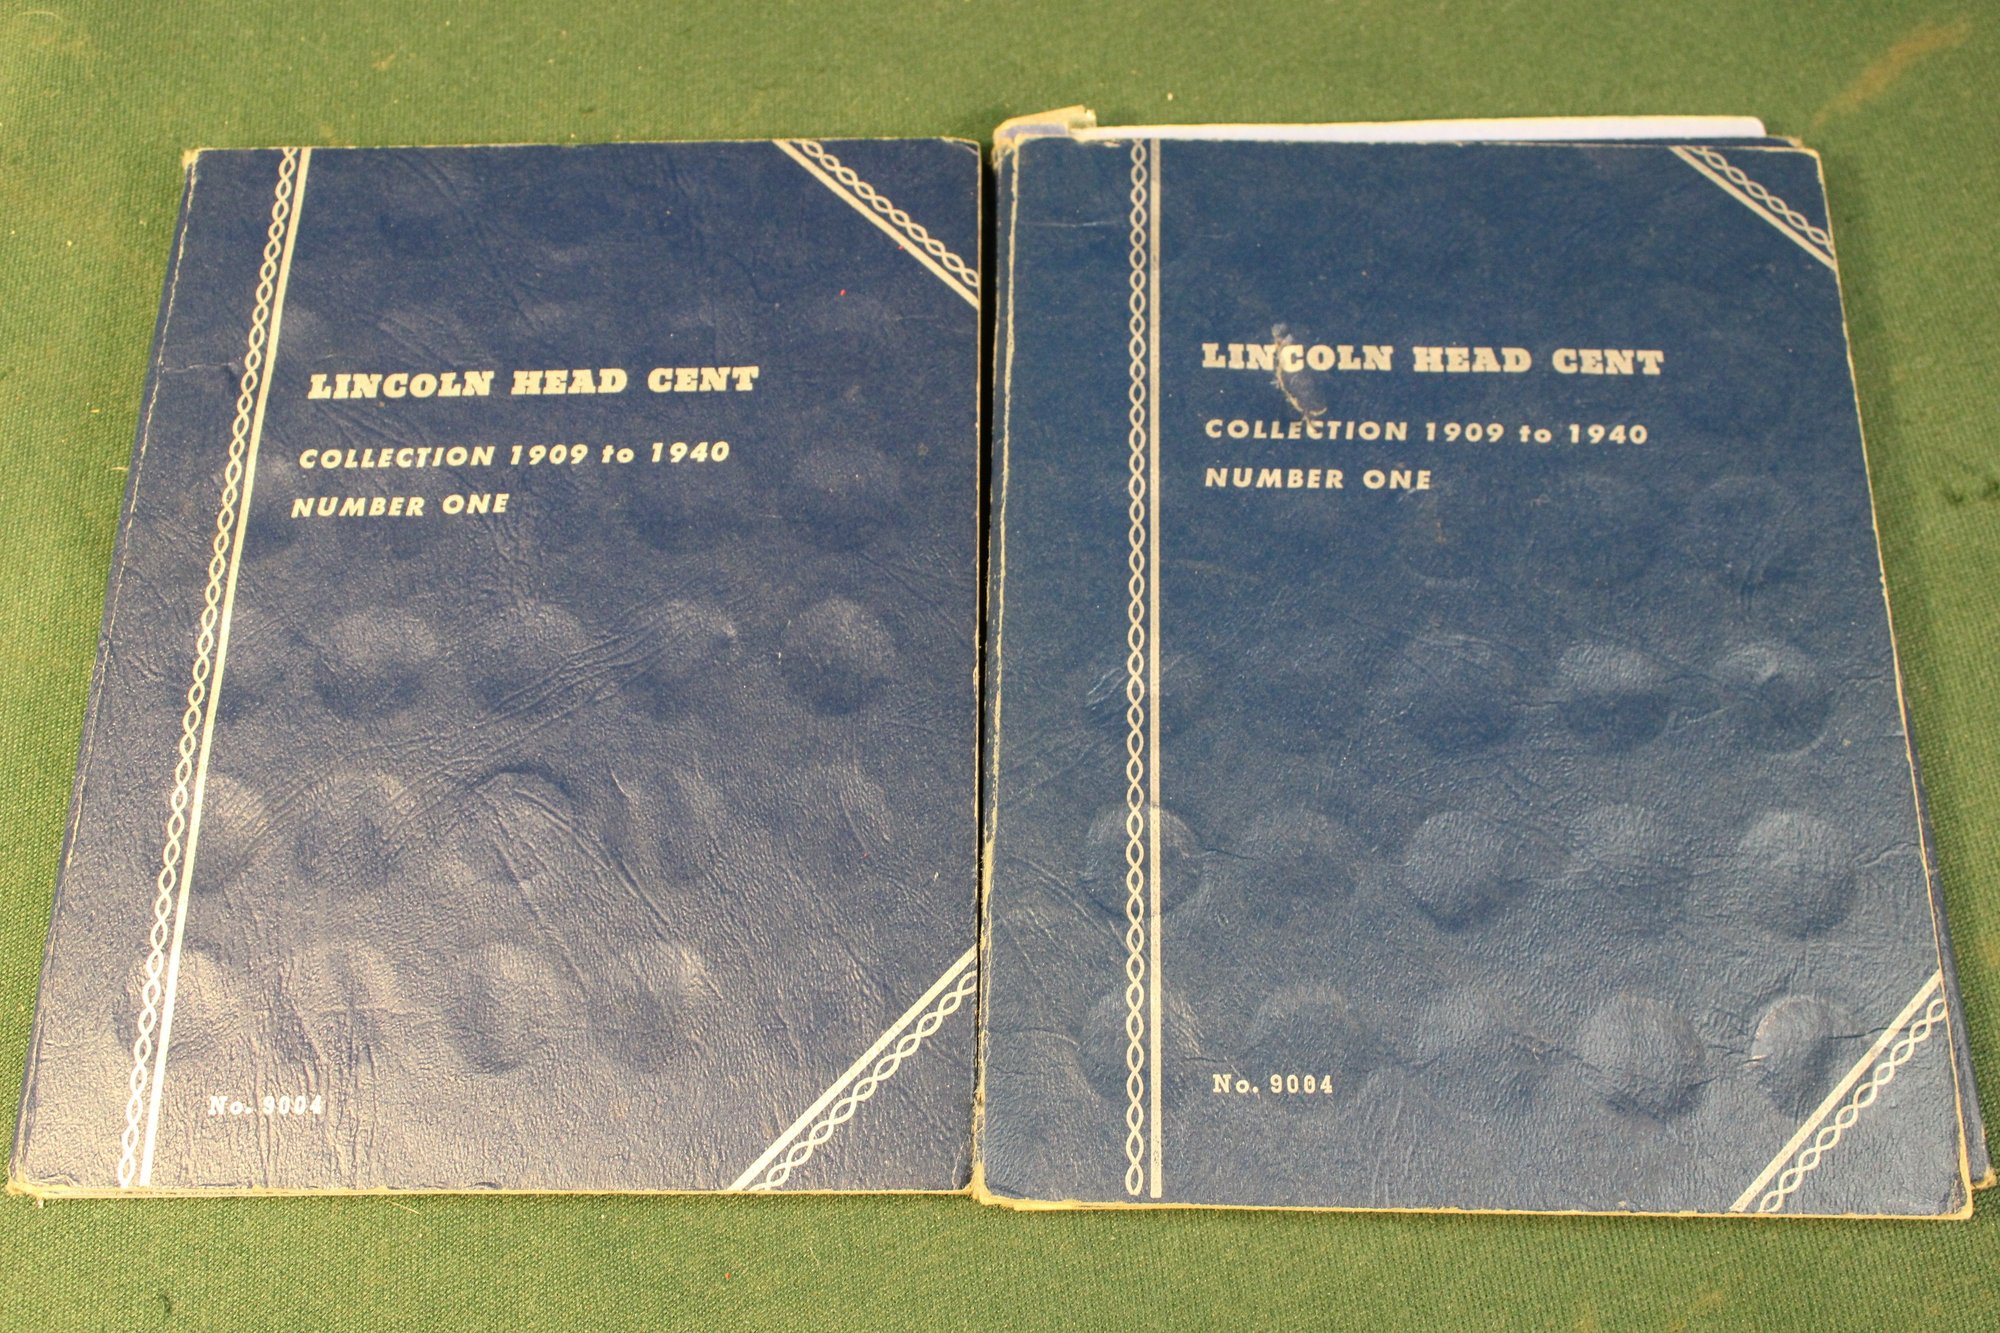 LINCOLN HEAD CENT
COLLECTION 1909 to 1940
NUMBER ONE
No. 9004
LINCOLN HEAD CENT
COLLECTION 1909 to 1940
NUMBER ONE
No. 9004